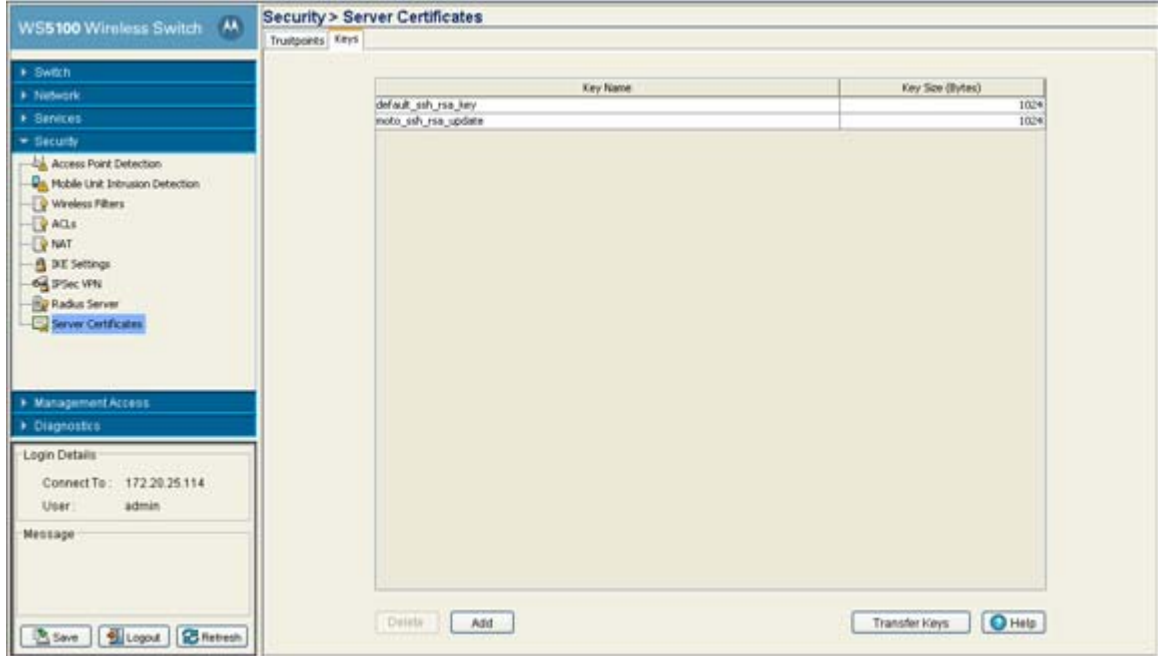 WS5100 Wireless Switch
Security > Server Certificates
Trustpoints Keys
Switch
Network
Services
Security
Access Point Detection
Mobile Unit Intrusion Detection
Wireless Filters
ACLs
NAT
IKE Settings
IPSec VPN
Radius Server
Server Certificates
Management Access
Diagnostics
Login Details
Connect To : 172.20.25.114
User : admin
Message
Save Logout Refresh
Key Name Key Size (Bytes)
default_ssh_rsa_key 1024
moto_ssh_rsa_update 1024
Delete Add Transfer Keys Help